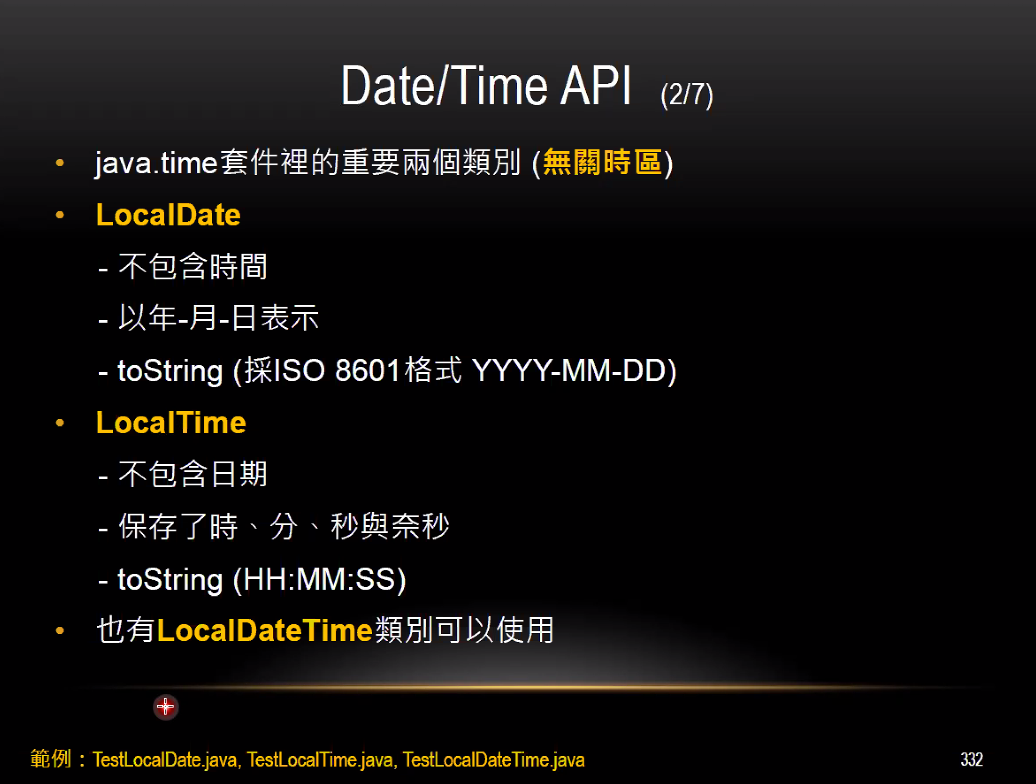 Date/Time API (2/7)
• java.time套件裡的重要兩個類別 (無關時區)
• LocalDate
- 不包含時間
- 以年-月-日表示
- toString (採ISO 8601格式 YYYY-MM-DD)
• LocalTime
- 不包含日期
- 保存了時、分、秒與奈秒
- toString (HH:MM:SS)
• 也有LocalDateTime類別可以使用
範例：TestLocalDate.java, TestLocalTime.java, TestLocalDateTime.java
332